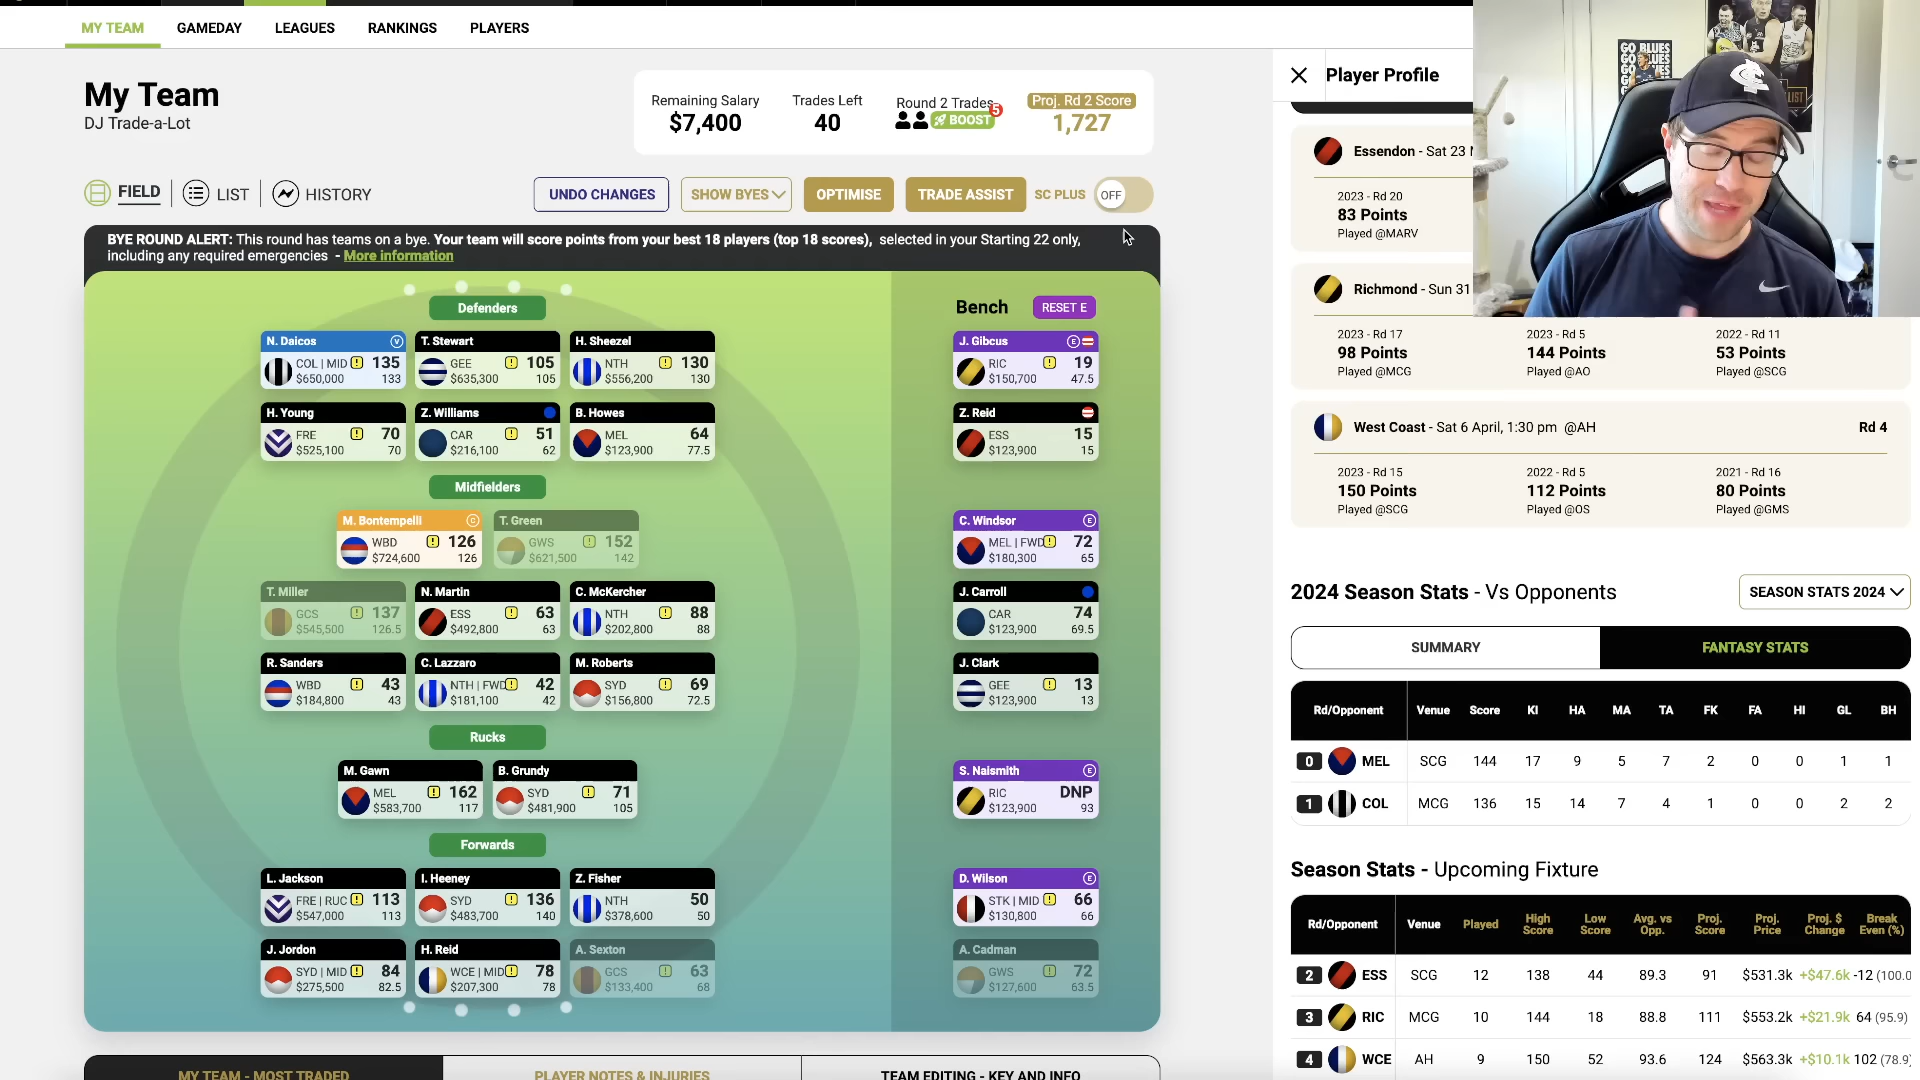 MY TEAM GAMEDAY LEAGUES RANKINGS PLAYERS
My Team
DJ Trade-a-Lot
Remaining Salary
$7,400
Trades Left
40
Round 2 Trades
5
BOOST
Proj. Rd 2 Score
1,727
FIELD LIST HISTORY
UNDO CHANGES SHOW BYES OPTIMISE TRADE ASSIST SC PLUS OFF
BYE ROUND ALERT: This round has teams on a bye. Your team will score points from your best 18 players (top 18 scores), selected in your Starting 22 only,
including any required emergencies - More information
Defenders
N. Daicos V
COL | MID ! 135
$650,000 133
T. Stewart
GEE ! 105
$635,300 105
H. Sheezel
NTH ! 130
$556,200 130
H. Young
FRE ! 70
$525,100 70
Z. Williams
CAR ! 51
$216,100 62
B. Howes
MEL 64
$123,900 77.5
Midfielders
M. Bontempelli C
WBD ! 126
$724,600 126
T. Green
GWS ! 152
$621,500 142
T. Miller
GCS ! 137
$545,500 126.5
N. Martin
ESS ! 63
$492,800 63
C. McKercher
NTH ! 88
$202,800 88
R. Sanders
WBD ! 43
$184,800 43
C. Lazzaro
NTH | FWD ! 42
$181,100 42
M. Roberts
SYD ! 69
$156,800 72.5
Rucks
M. Gawn
MEL ! 162
$583,700 117
B. Grundy
SYD ! 71
$481,900 105
Forwards
L. Jackson
FRE | RUC ! 113
$547,000 113
I. Heeney
SYD ! 136
$483,700 140
Z. Fisher
NTH 50
$378,600 50
J. Jordon
SYD | MID ! 84
$275,500 82.5
H. Reid
WCE | MID ! 78
$207,300 78
A. Sexton
GCS ! 63
$133,400 68
Bench RESET E
J. Gibcus E
RIC ! 19
$150,700 47.5
Z. Reid
ESS 15
$123,900 15
C. Windsor E
MEL | FWD ! 72
$180,300 65
J. Carroll
CAR 74
$123,900 69.5
J. Clark
GEE ! 13
$123,900 13
S. Naismith E
RIC DNP
$123,900 93
D. Wilson E
STK | MID ! 66
$130,800 66
A. Cadman
GWS ! 72
$127,600 63.5
MY TEAM - MOST TRADED PLAYER NOTES & INJURIES TEAM EDITING - KEY AND INFO
Player Profile
Essendon - Sat 23
2023 - Rd 20
83 Points
Played @MARV
Richmond - Sun 31
2023 - Rd 17 2023 - Rd 5 2022 - Rd 11
98 Points 144 Points 53 Points
Played @MCG Played @AO Played @SCG
West Coast - Sat 6 April, 1:30 pm @AH Rd 4
2023 - Rd 15 2022 - Rd 5 2021 - Rd 16
150 Points 112 Points 80 Points
Played @SCG Played @OS Played @GMS
2024 Season Stats - Vs Opponents SEASON STATS 2024
SUMMARY FANTASY STATS
Rd/Opponent Venue Score KI HA MA TA FK FA HI GL BH
0 MEL SCG 144 17 9 5 7 2 0 0 1 1
1 COL MCG 136 15 14 7 4 1 0 0 2 2
Season Stats - Upcoming Fixture
Rd/Opponent Venue Played High Score Low Score Avg. vs Opp. Proj. Score Proj. Price Proj. $ Change Break Even (%)
2 ESS SCG 12 138 44 89.3 91 $531.3k +$47.6k -12 (100.0
3 RIC MCG 10 144 18 88.8 111 $553.2k +$21.9k 64 (95.9)
4 WCE AH 9 150 52 93.6 124 $563.3k +$10.1k 102 (78.9)
GO BLUES